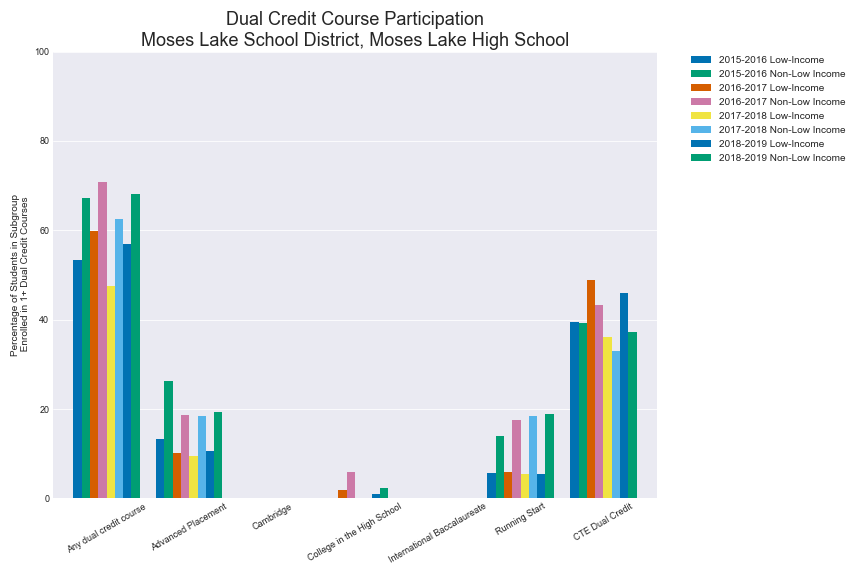 Dual Credit Course Participation
Moses Lake School District, Moses Lake High School
100
80
60
40
20
0
Percentage of Students in Subgroup
Enrolled in 1+ Dual Credit Courses
Any dual credit course
Advanced Placement
Cambridge
College in the High School
International Baccalaureate
Running Start
CTE Dual Credit
2015-2016 Low-Income
2015-2016 Non-Low Income
2016-2017 Low-Income
2016-2017 Non-Low Income
2017-2018 Low-Income
2017-2018 Non-Low Income
2018-2019 Low-Income
2018-2019 Non-Low Income